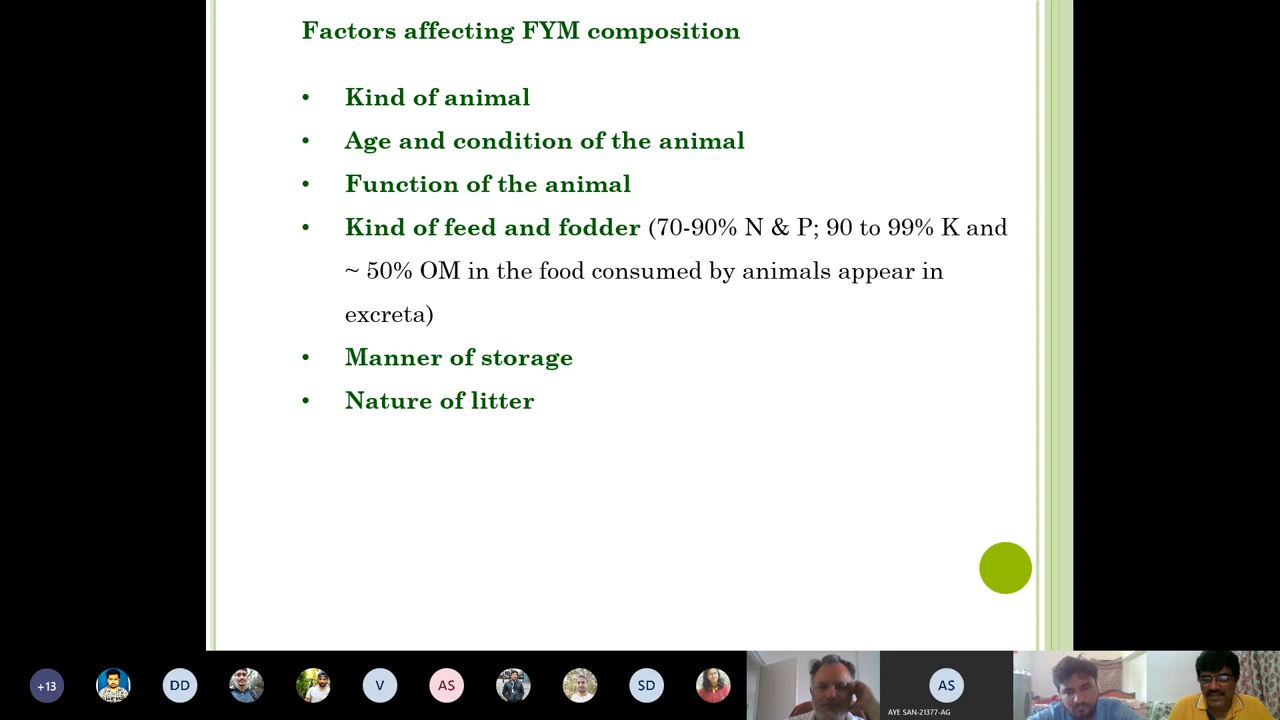 Factors affecting FYM composition
• Kind of animal
• Age and condition of the animal
• Function of the animal
• Kind of feed and fodder (70-90% N & P; 90 to 99% K and
~ 50% OM in the food consumed by animals appear in
excreta)
• Manner of storage
• Nature of litter
+13
DD
V
AS
SD
AS
AYE SAN-21377-AG